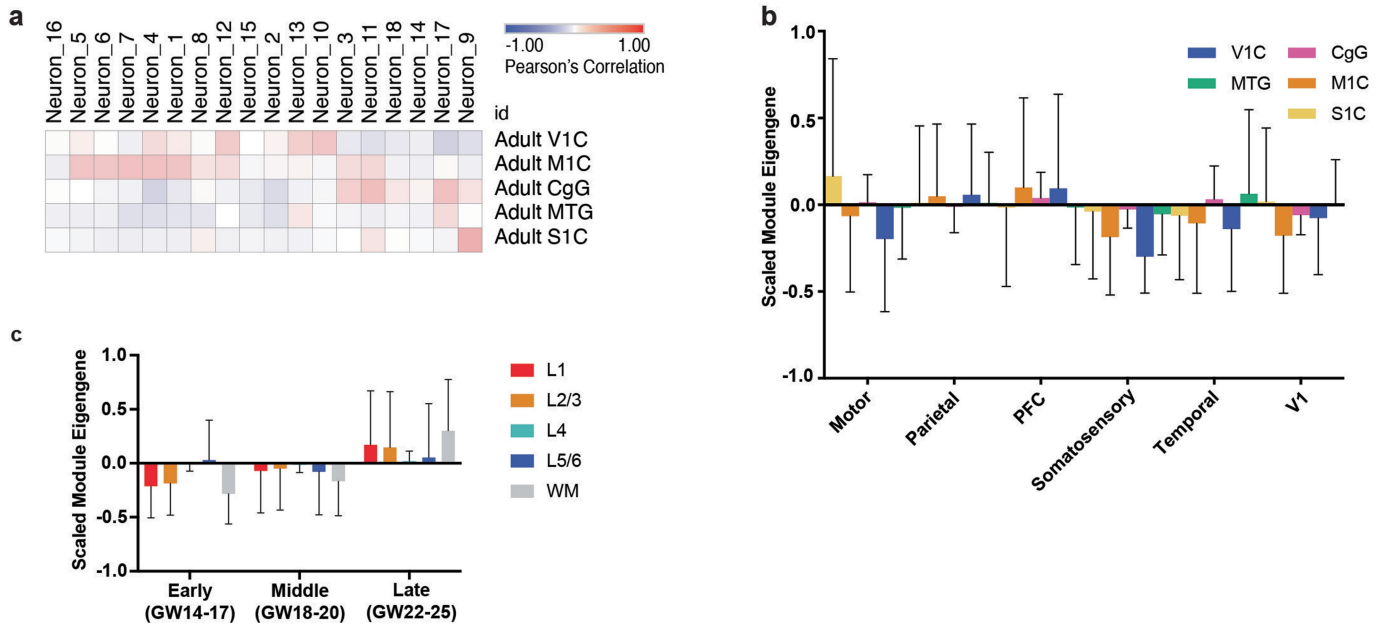 a
Neuron_16
Neuron_5
Neuron_6
Neuron_7
Neuron_4
Neuron_1
Neuron_8
Neuron_12
Neuron_15
Neuron_2
Neuron_13
Neuron_10
Neuron_3
Neuron_11
Neuron_18
Neuron_14
Neuron_17
Neuron_9
-1.00 1.00
Pearson's Correlation
id
Adult V1C
Adult M1C
Adult CgG
Adult MTG
Adult S1C
b
Scaled Module Eigengene
1.0
0.5
0.0
-0.5
-1.0
V1C
MTG
CgG
M1C
S1C
Motor
Parietal
PFC
Somatosensory
Temporal
V1
c
Scaled Module Eigengene
1.0
0.5
0.0
-0.5
-1.0
L1
L2/3
L4
L5/6
WM
Early
(GW14-17)
Middle
(GW18-20)
Late
(GW22-25)